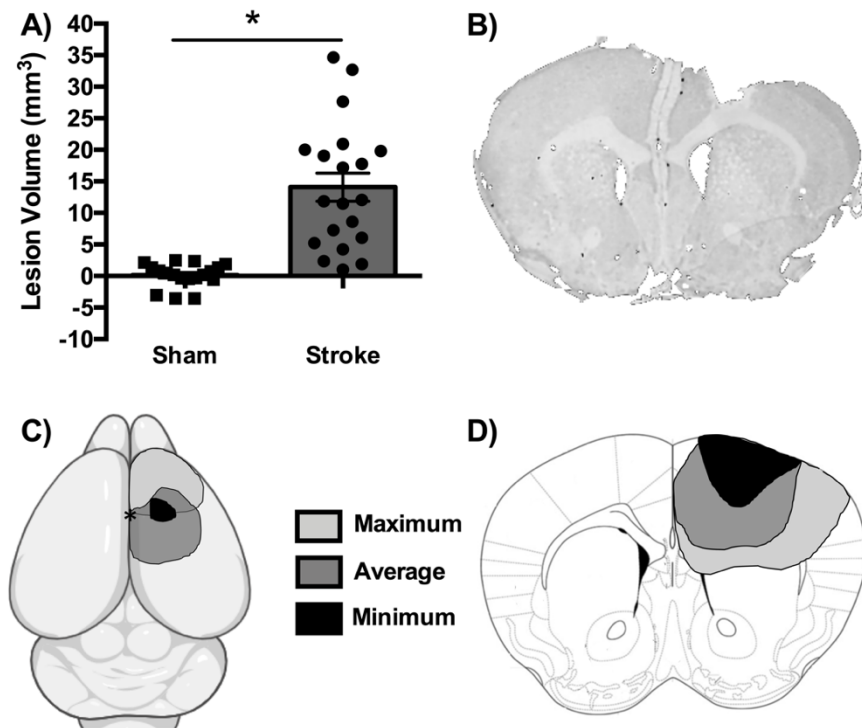 A)
*
Lesion Volume (mm³)
40
35
30
25
20
15
10
5
0
-5
-10
Sham Stroke
B)
C)
*
Maximum
Average
Minimum
D)